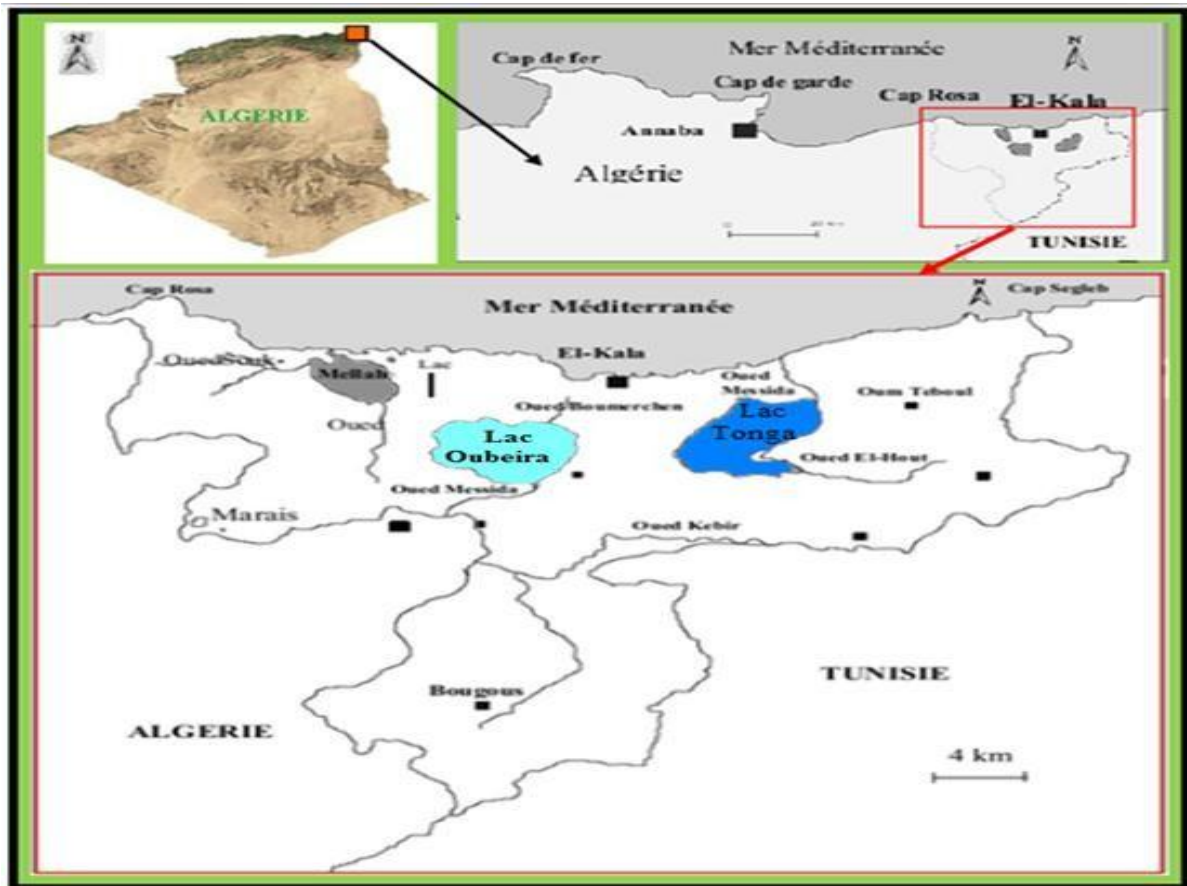 N
ALGERIE
Mer Méditerranée
N
Cap de fer
Cap de garde
Cap Rosa
El-Kala
Annaba
Algérie
TUNISIE
Cap Rosa
Mer Méditerranée
N
Cap Segleb
El-Kala
Oued Souk
Mellah
Lac
Oued
Messida
Oum Teboul
Oued Boumerchen
Oued
Lac
Tonga
Lac
Oubeira
Oued El-Hout
Oued Messida
Marais
Oued Kebir
Bougous
TUNISIE
ALGERIE
4 km